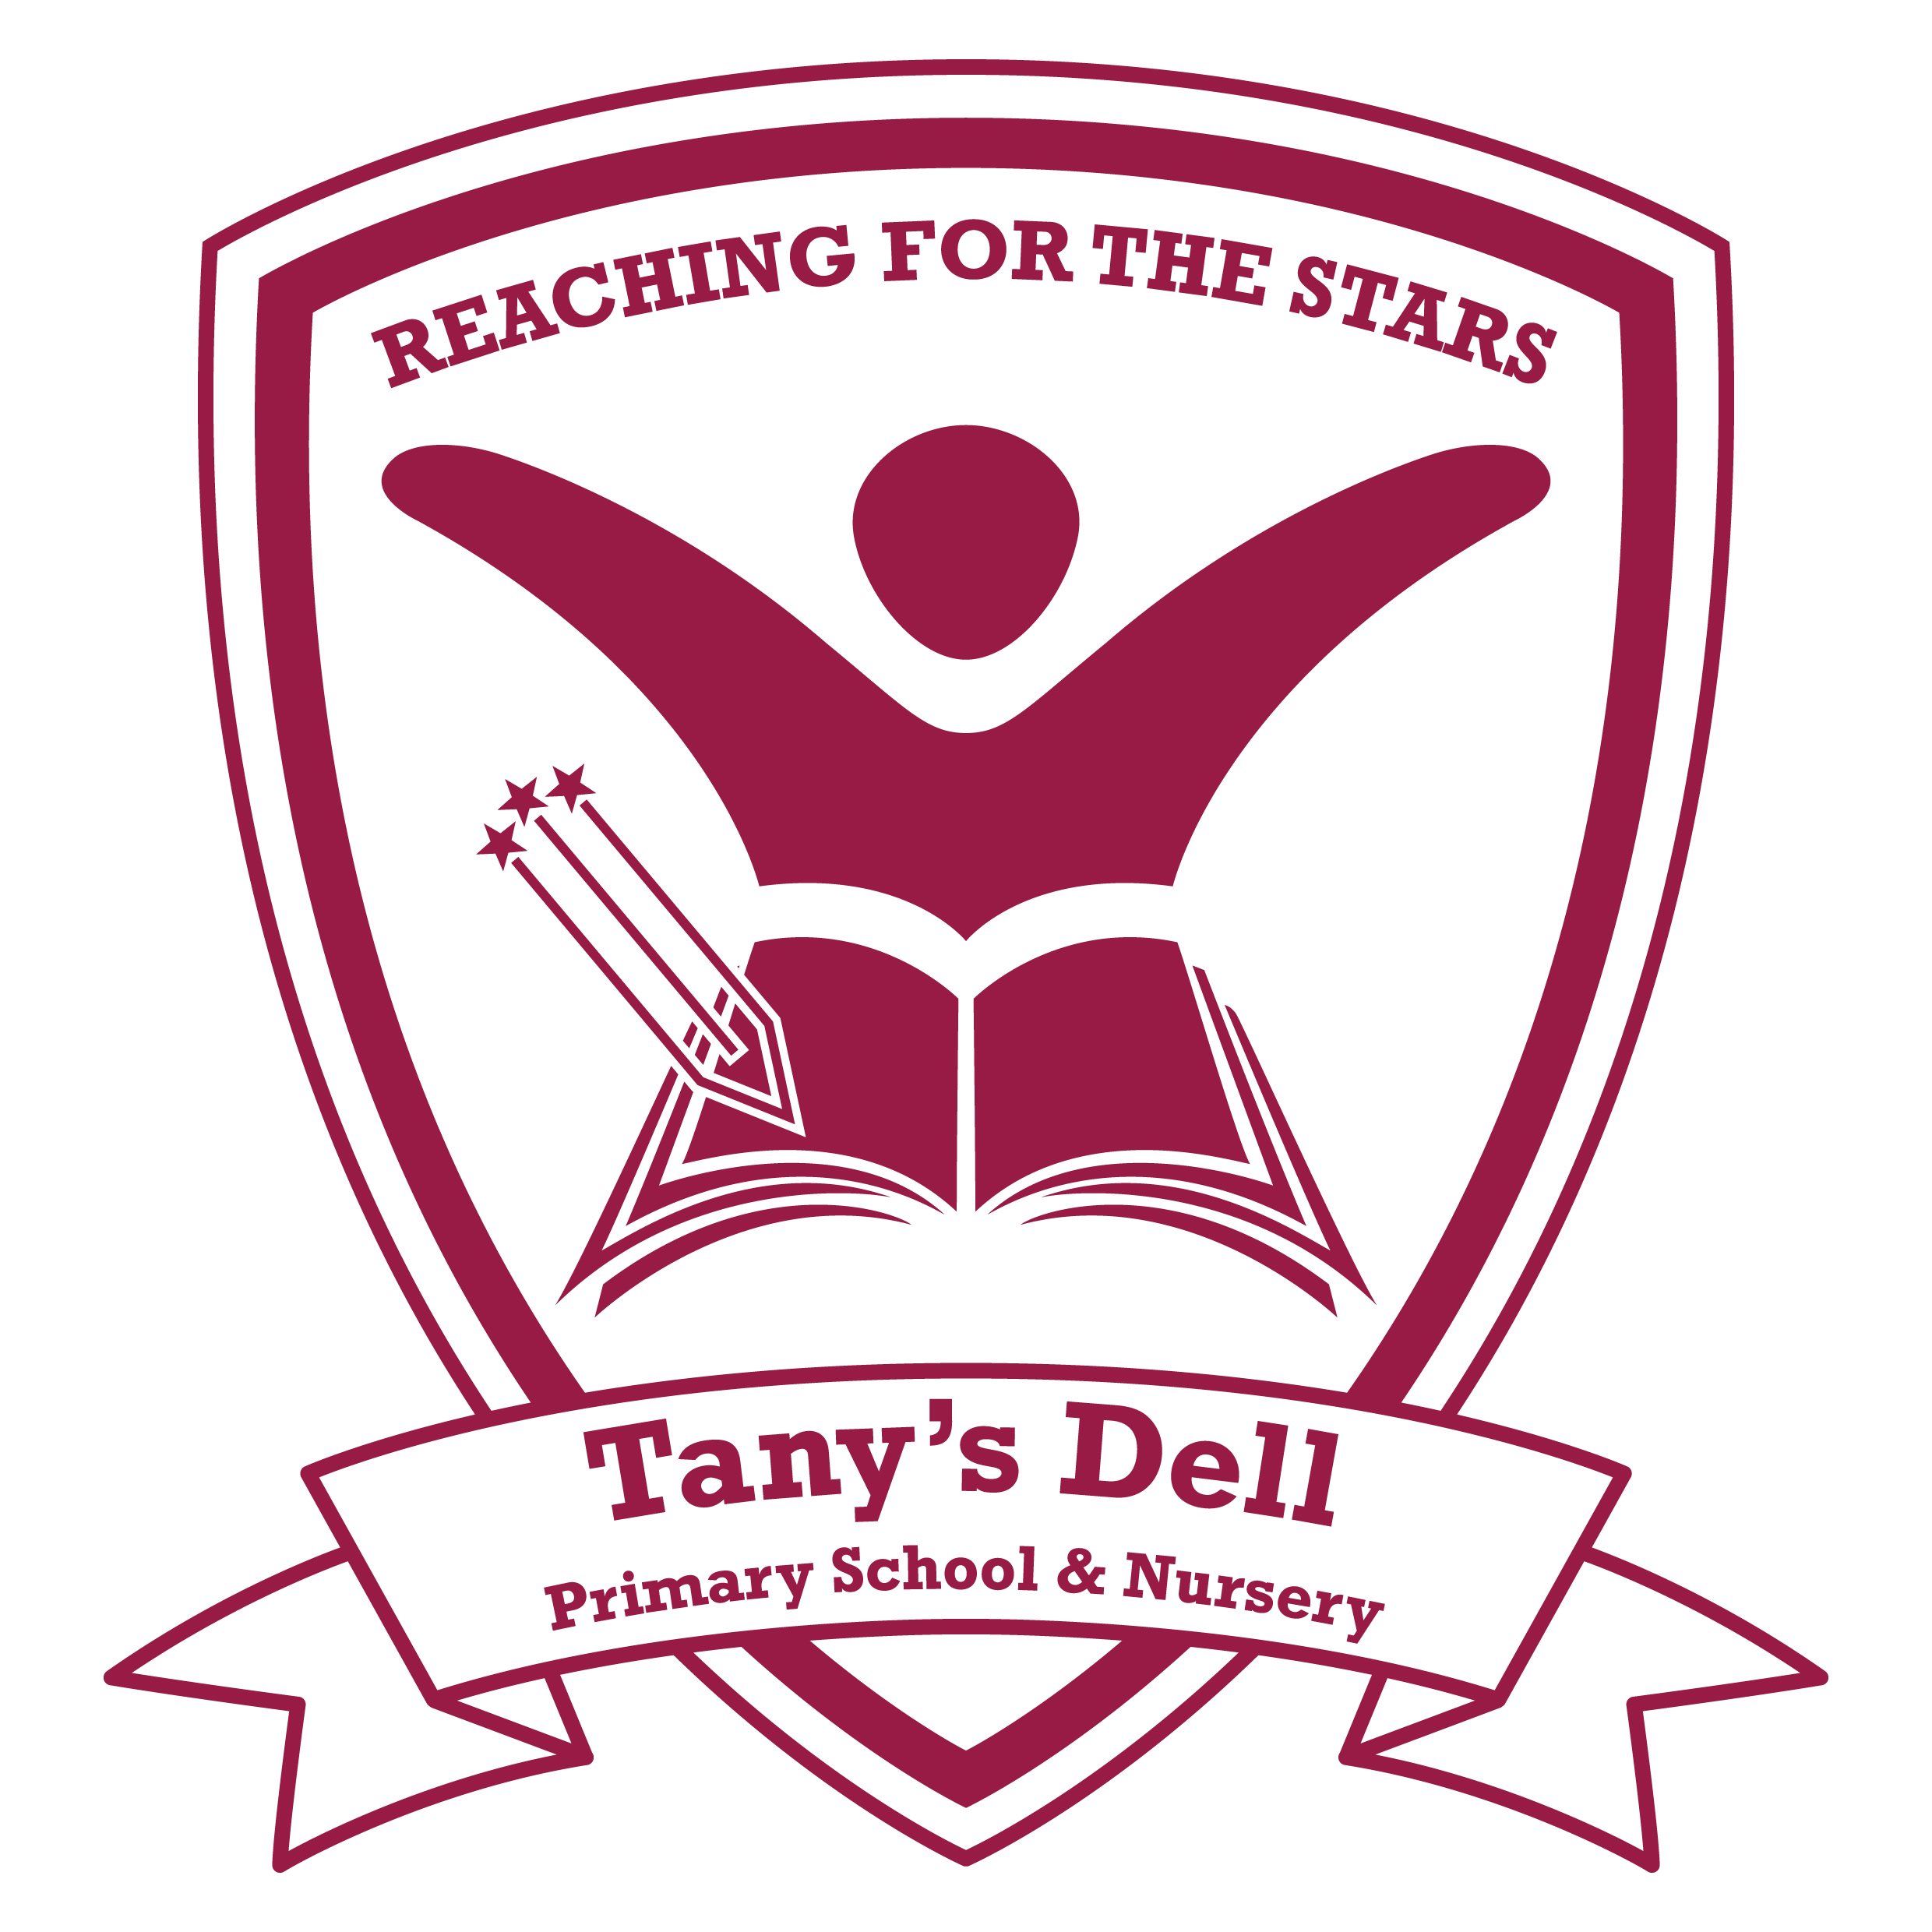 REACHING FOR THE STARS
Tany's Dell
Primary School & Nursery